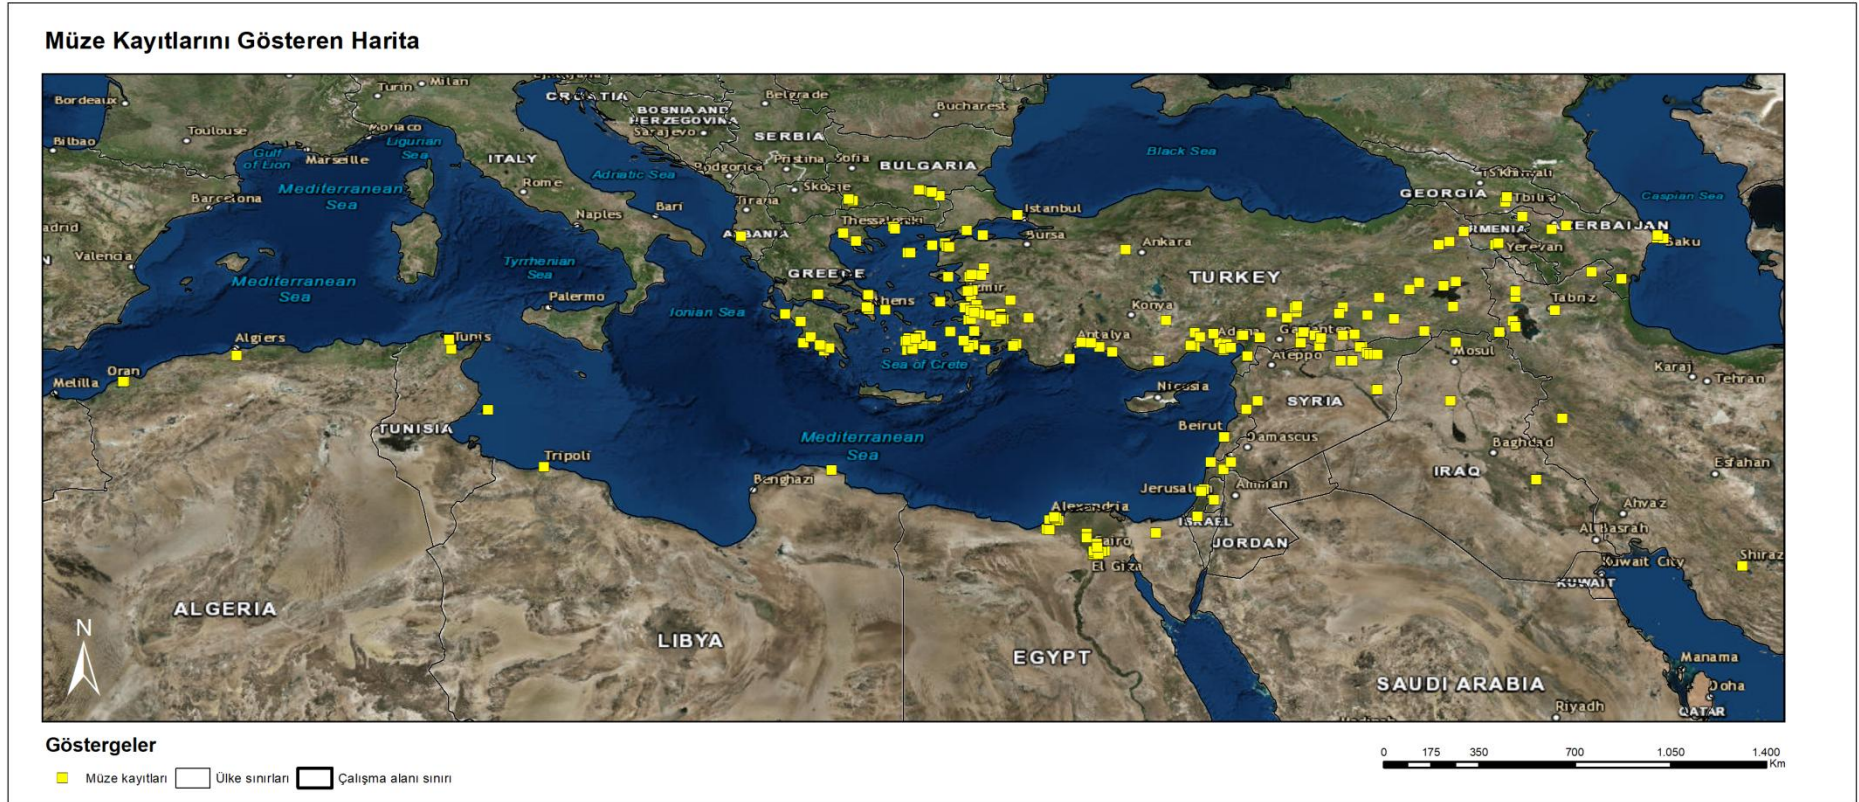 Müze Kayıtlarını Gösteren Harita
Bordeaux
Turin
Milan
CROATIA
Belgrade
Bucharest
BOSNIA AND
HERZEGOVINA
Sarajevo
SERBIA
Toulouse
Monaco
Ligurian
Sea
Bilbao
Gulf
of Lion
Marseille
ITALY
Adriatic Sea
Podgorica
Pristina
Sofia
BULGARIA
Black Sea
GEORGIA
Tskhinvali
Caspian Sea
Mediterranean
Sea
Barcelona
Rome
Skopje
Tirana
Bari
Naples
Istanbul
Tbilisi
Thessaloniki
ALBANIA
Bursa
Ankara
AZERBAIJAN
Yerevan
Baku
Valencia
Tyrrhenian
Sea
GREECE
TURKEY
Mediterranean
Sea
Palermo
Ionian Sea
Konya
Tabriz
Algiers
Tunis
Antalya
Adana
Gaziantep
Aleppo
Mosul
Sea of Crete
Oran
Melilla
Nicosia
SYRIA
Karaj
Tehran
TUNISIA
Mediterranean
Sea
Beirut
Damascus
Baghdad
Tripoli
IRAQ
Esfahan
Benghazi
Jerusalem
Amman
Alexandria
ISRAEL
Ahvaz
Cairo
JORDAN
Al Basrah
El Giza
Kuwait City
Shiraz
KUWAIT
ALGERIA
LIBYA
EGYPT
N
Manama
SAUDI ARABIA
Doha
Riyadh
QATAR
Göstergeler
Müze kayıtları
Ülke sınırları
Çalışma alanı sınırı
0 175 350 700 1.050 1.400
Km